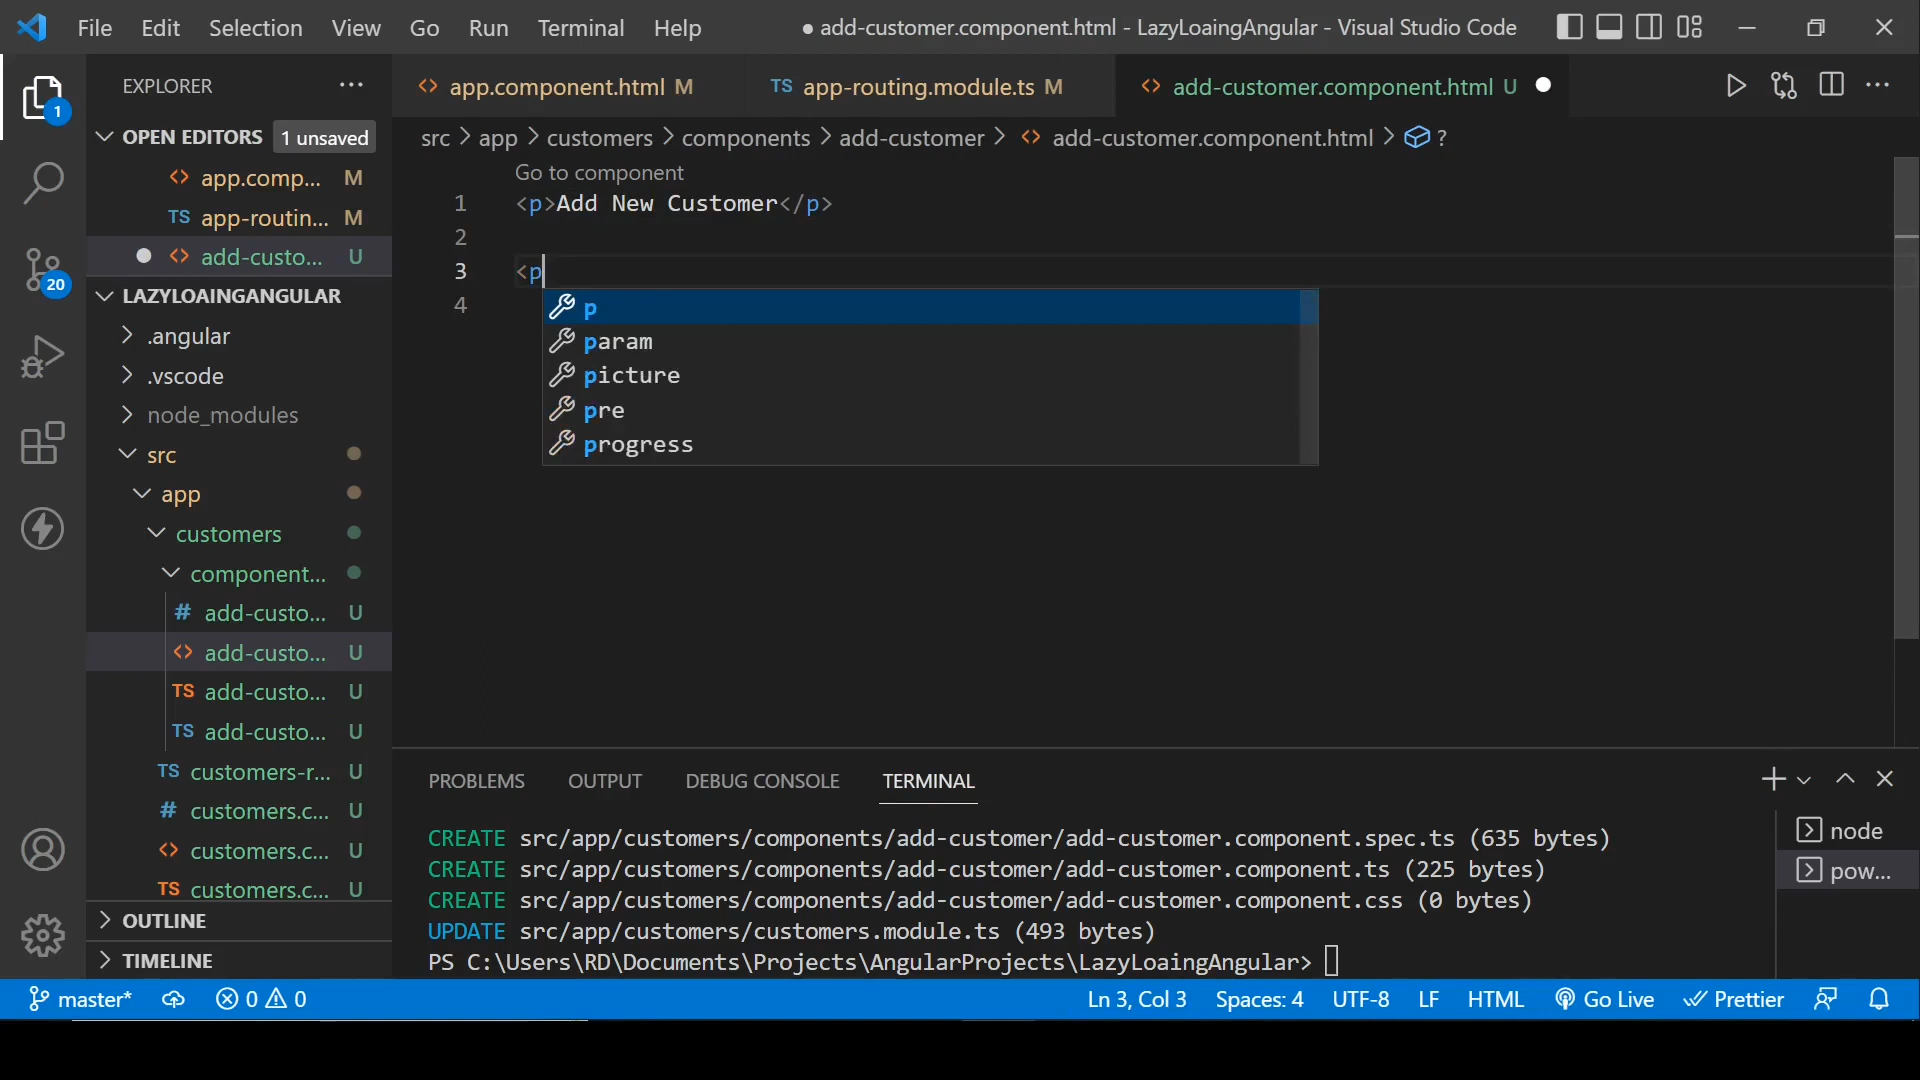 File Edit Selection View Go Run Terminal Help
● add-customer.component.html - LazyLoaingAngular - Visual Studio Code
EXPLORER ...
1
OPEN EDITORS 1 unsaved
<> app.comp... M
TS app-routin... M
<> add-custo... U
20
LAZYLOAINGANGULAR
.angular
.vscode
node_modules
src
app
customers
component...
# add-custo... U
<> add-custo... U
TS add-custo... U
TS add-custo... U
TS customers-r... U
# customers.c... U
<> customers.c... U
TS customers.c... U
OUTLINE
TIMELINE
<> app.component.html M
TS app-routing.module.ts M
<> add-customer.component.html U
src > app > customers > components > add-customer > <> add-customer.component.html > ?
Go to component
1 <p>Add New Customer</p>
2
3 <p
4
p
param
picture
pre
progress
PROBLEMS OUTPUT DEBUG CONSOLE TERMINAL
CREATE src/app/customers/components/add-customer/add-customer.component.spec.ts (635 bytes)
CREATE src/app/customers/components/add-customer/add-customer.component.ts (225 bytes)
CREATE src/app/customers/components/add-customer/add-customer.component.css (0 bytes)
UPDATE src/app/customers/customers.module.ts (493 bytes)
PS C:\Users\RD\Documents\Projects\AngularProjects\LazyLoaingAngular>
node
pow...
master* 0 0 Ln 3, Col 3 Spaces: 4 UTF-8 LF HTML Go Live Prettier